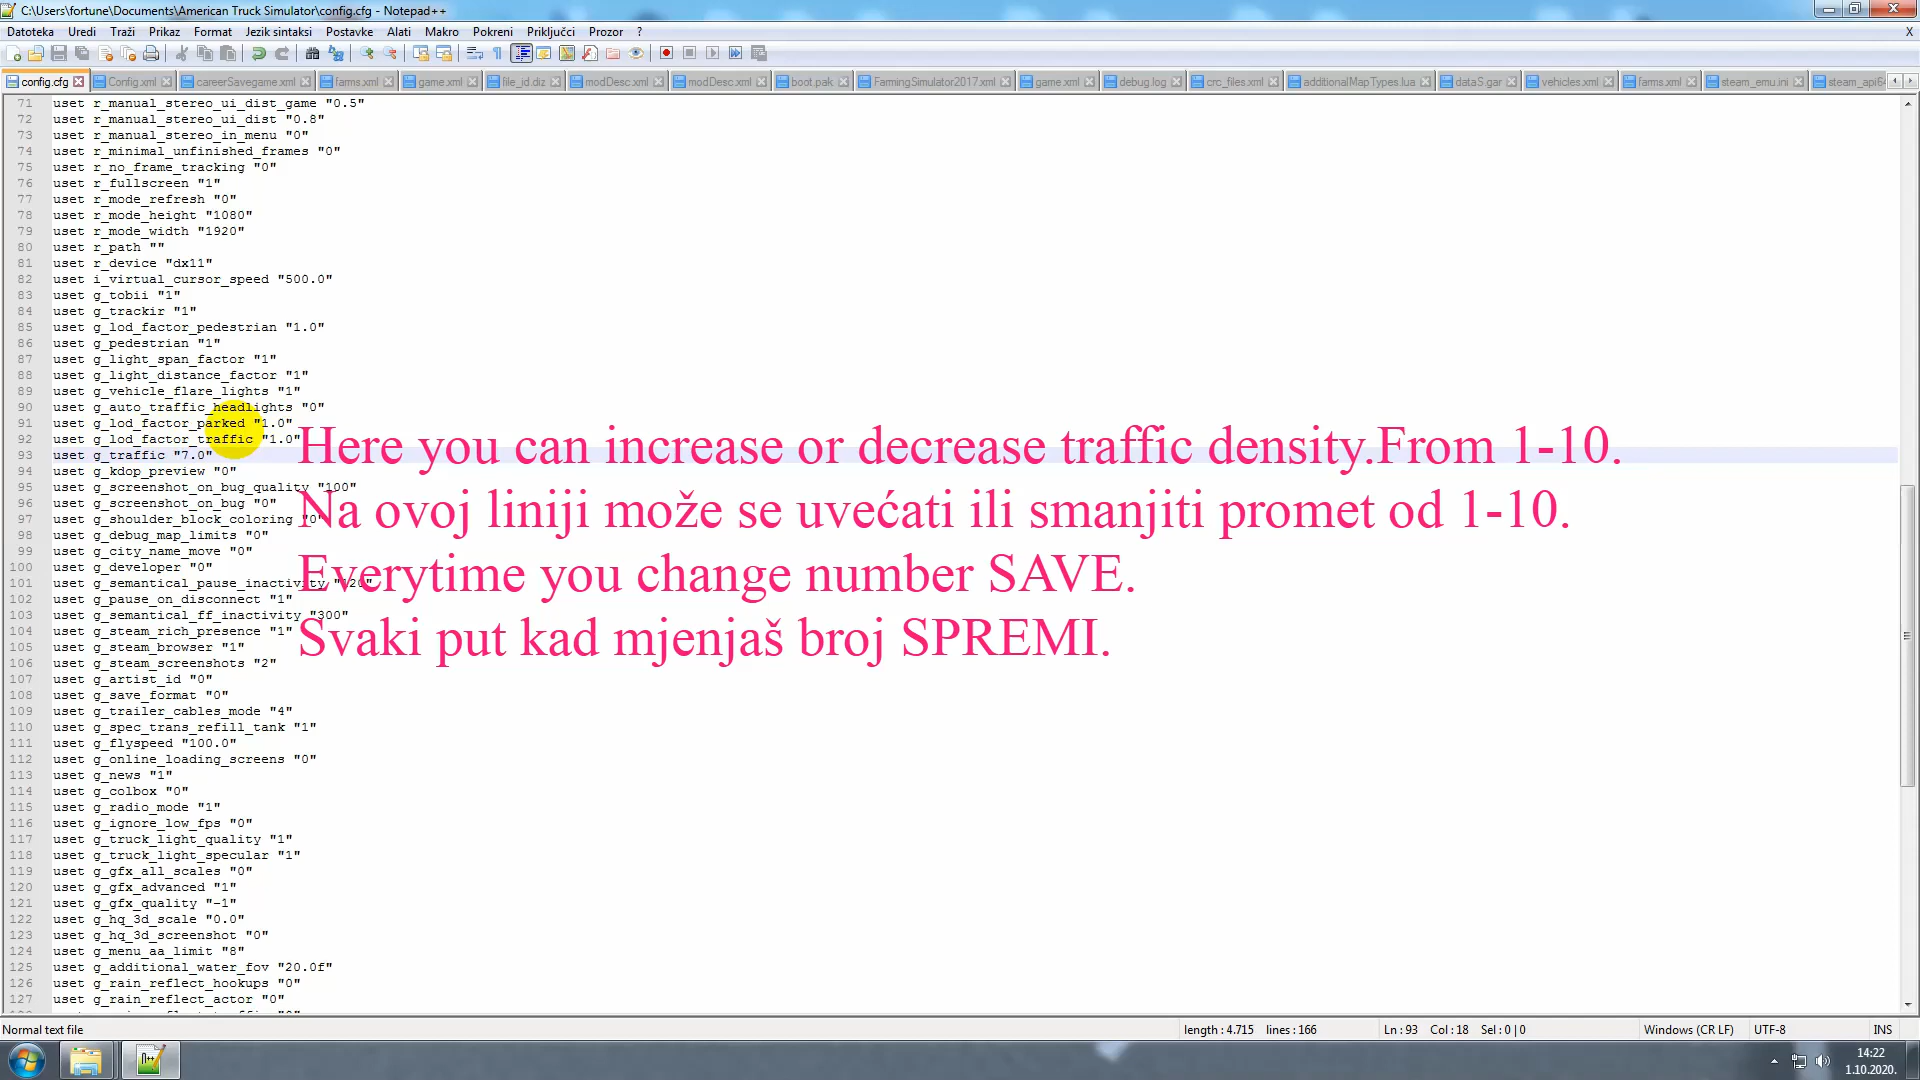 C:\Users\fortune\Documents\American Truck Simulator\config.cfg - Notepad++
Datoteka Uredi Traži Prikaz Format Jezik sintaksi Postavke Alati Makro Pokreni Priključci Prozor ? X
config.cfg Config.xml careerSavegame.xml farms.xml game.xml file_id.diz modDesc.xml modDesc.xml boot.pak FarmingSimulator2017.xml game.xml debug.log crc_files.xml additionalMapTypes.lua dataS.gar vehicles.xml farms.xml steam_emu.ini steam_api6
71 uset r_manual_stereo_ui_dist_game "0.5"
72 uset r_manual_stereo_ui_dist "0.8"
73 uset r_manual_stereo_in_menu "0"
74 uset r_minimal_unfinished_frames "0"
75 uset r_no_frame_tracking "0"
76 uset r_fullscreen "1"
77 uset r_mode_refresh "0"
78 uset r_mode_height "1080"
79 uset r_mode_width "1920"
80 uset r_path ""
81 uset r_device "dx11"
82 uset i_virtual_cursor_speed "500.0"
83 uset g_tobii "1"
84 uset g_trackir "1"
85 uset g_lod_factor_pedestrian "1.0"
86 uset g_pedestrian "1"
87 uset g_light_span_factor "1"
88 uset g_light_distance_factor "1"
89 uset g_vehicle_flare_lights "1"
90 uset g_auto_traffic_headlights "0"
91 uset g_lod_factor_parked "1.0"
92 uset g_lod_factor_traffic "1.0"
93 uset g_traffic "7.0"
94 uset g_kdop_preview "0"
95 uset g_screenshot_on_bug_quality "100"
96 uset g_screenshot_on_bug "0"
97 uset g_shoulder_block_coloring "0"
98 uset g_debug_map_limits "0"
99 uset g_city_name_move "0"
100 uset g_developer "0"
101 uset g_semantical_pause_inactivity "120"
102 uset g_pause_on_disconnect "1"
103 uset g_semantical_ff_inactivity "300"
104 uset g_steam_rich_presence "1"
105 uset g_steam_browser "1"
106 uset g_steam_screenshots "2"
107 uset g_artist_id "0"
108 uset g_save_format "0"
109 uset g_trailer_cables_mode "4"
110 uset g_spec_trans_refill_tank "1"
111 uset g_flyspeed "100.0"
112 uset g_online_loading_screens "0"
113 uset g_news "1"
114 uset g_colbox "0"
115 uset g_radio_mode "1"
116 uset g_ignore_low_fps "0"
117 uset g_truck_light_quality "1"
118 uset g_truck_light_specular "1"
119 uset g_gfx_all_scales "0"
120 uset g_gfx_advanced "1"
121 uset g_gfx_quality "-1"
122 uset g_hq_3d_scale "0.0"
123 uset g_hq_3d_screenshot "0"
124 uset g_menu_aa_limit "8"
125 uset g_additional_water_fov "20.0f"
126 uset g_rain_reflect_hookups "0"
127 uset g_rain_reflect_actor "0"
Here you can increase or decrease traffic density.From 1-10.
Na ovoj liniji može se uvećati ili smanjiti promet od 1-10.
Everytime you change number SAVE.
Svaki put kad mjenjaš broj SPREMI.
Normal text file length : 4.715 lines : 166 Ln : 93 Col : 18 Sel : 0 | 0 Windows (CR LF) UTF-8 INS
14:22
1.10.2020.